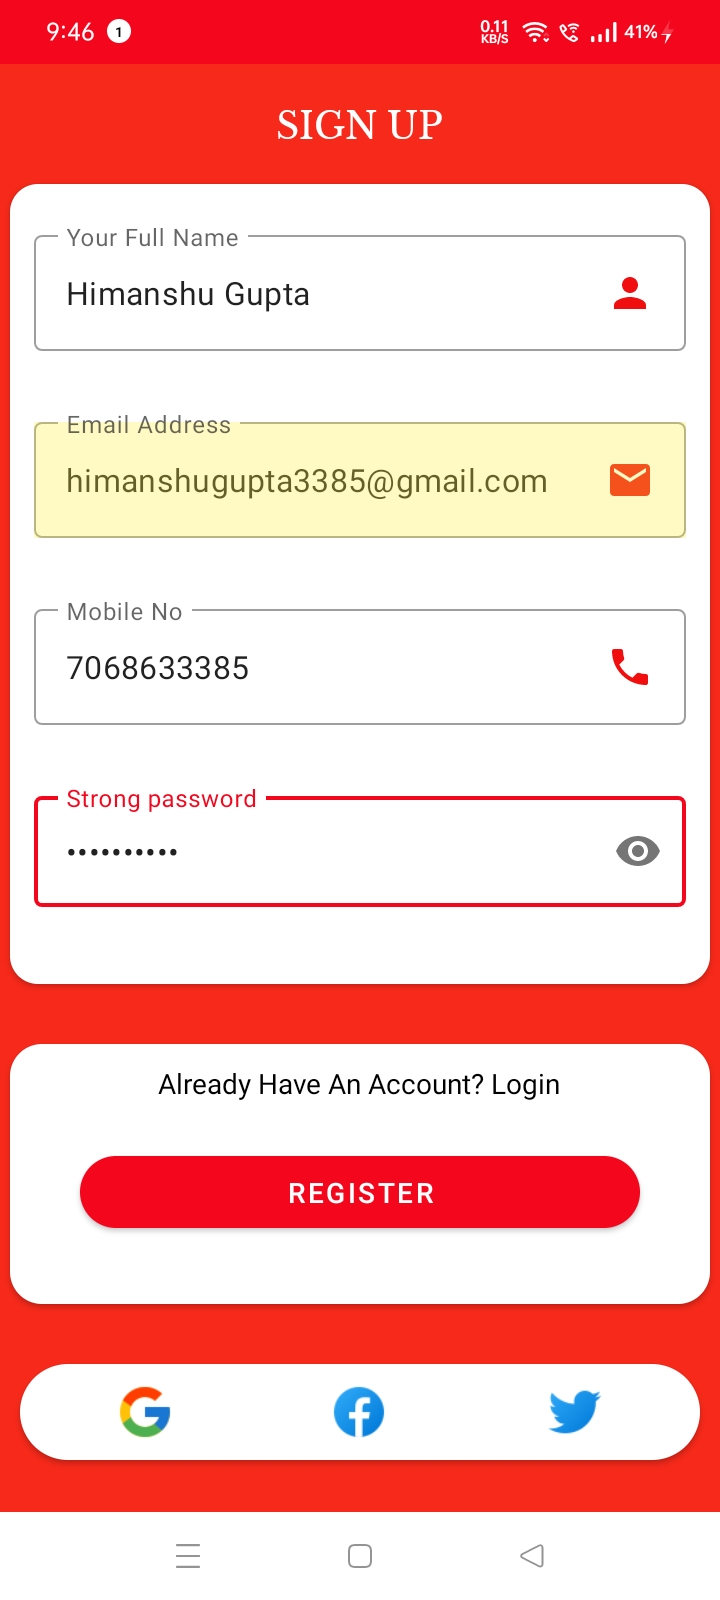 9:46
1
0.11
KB/S
41%
SIGN UP
Your Full Name
Himanshu Gupta
Email Address
himanshugupta3385@gmail.com
Mobile No
7068633385
Strong password
••••••••••
Already Have An Account? Login
REGISTER